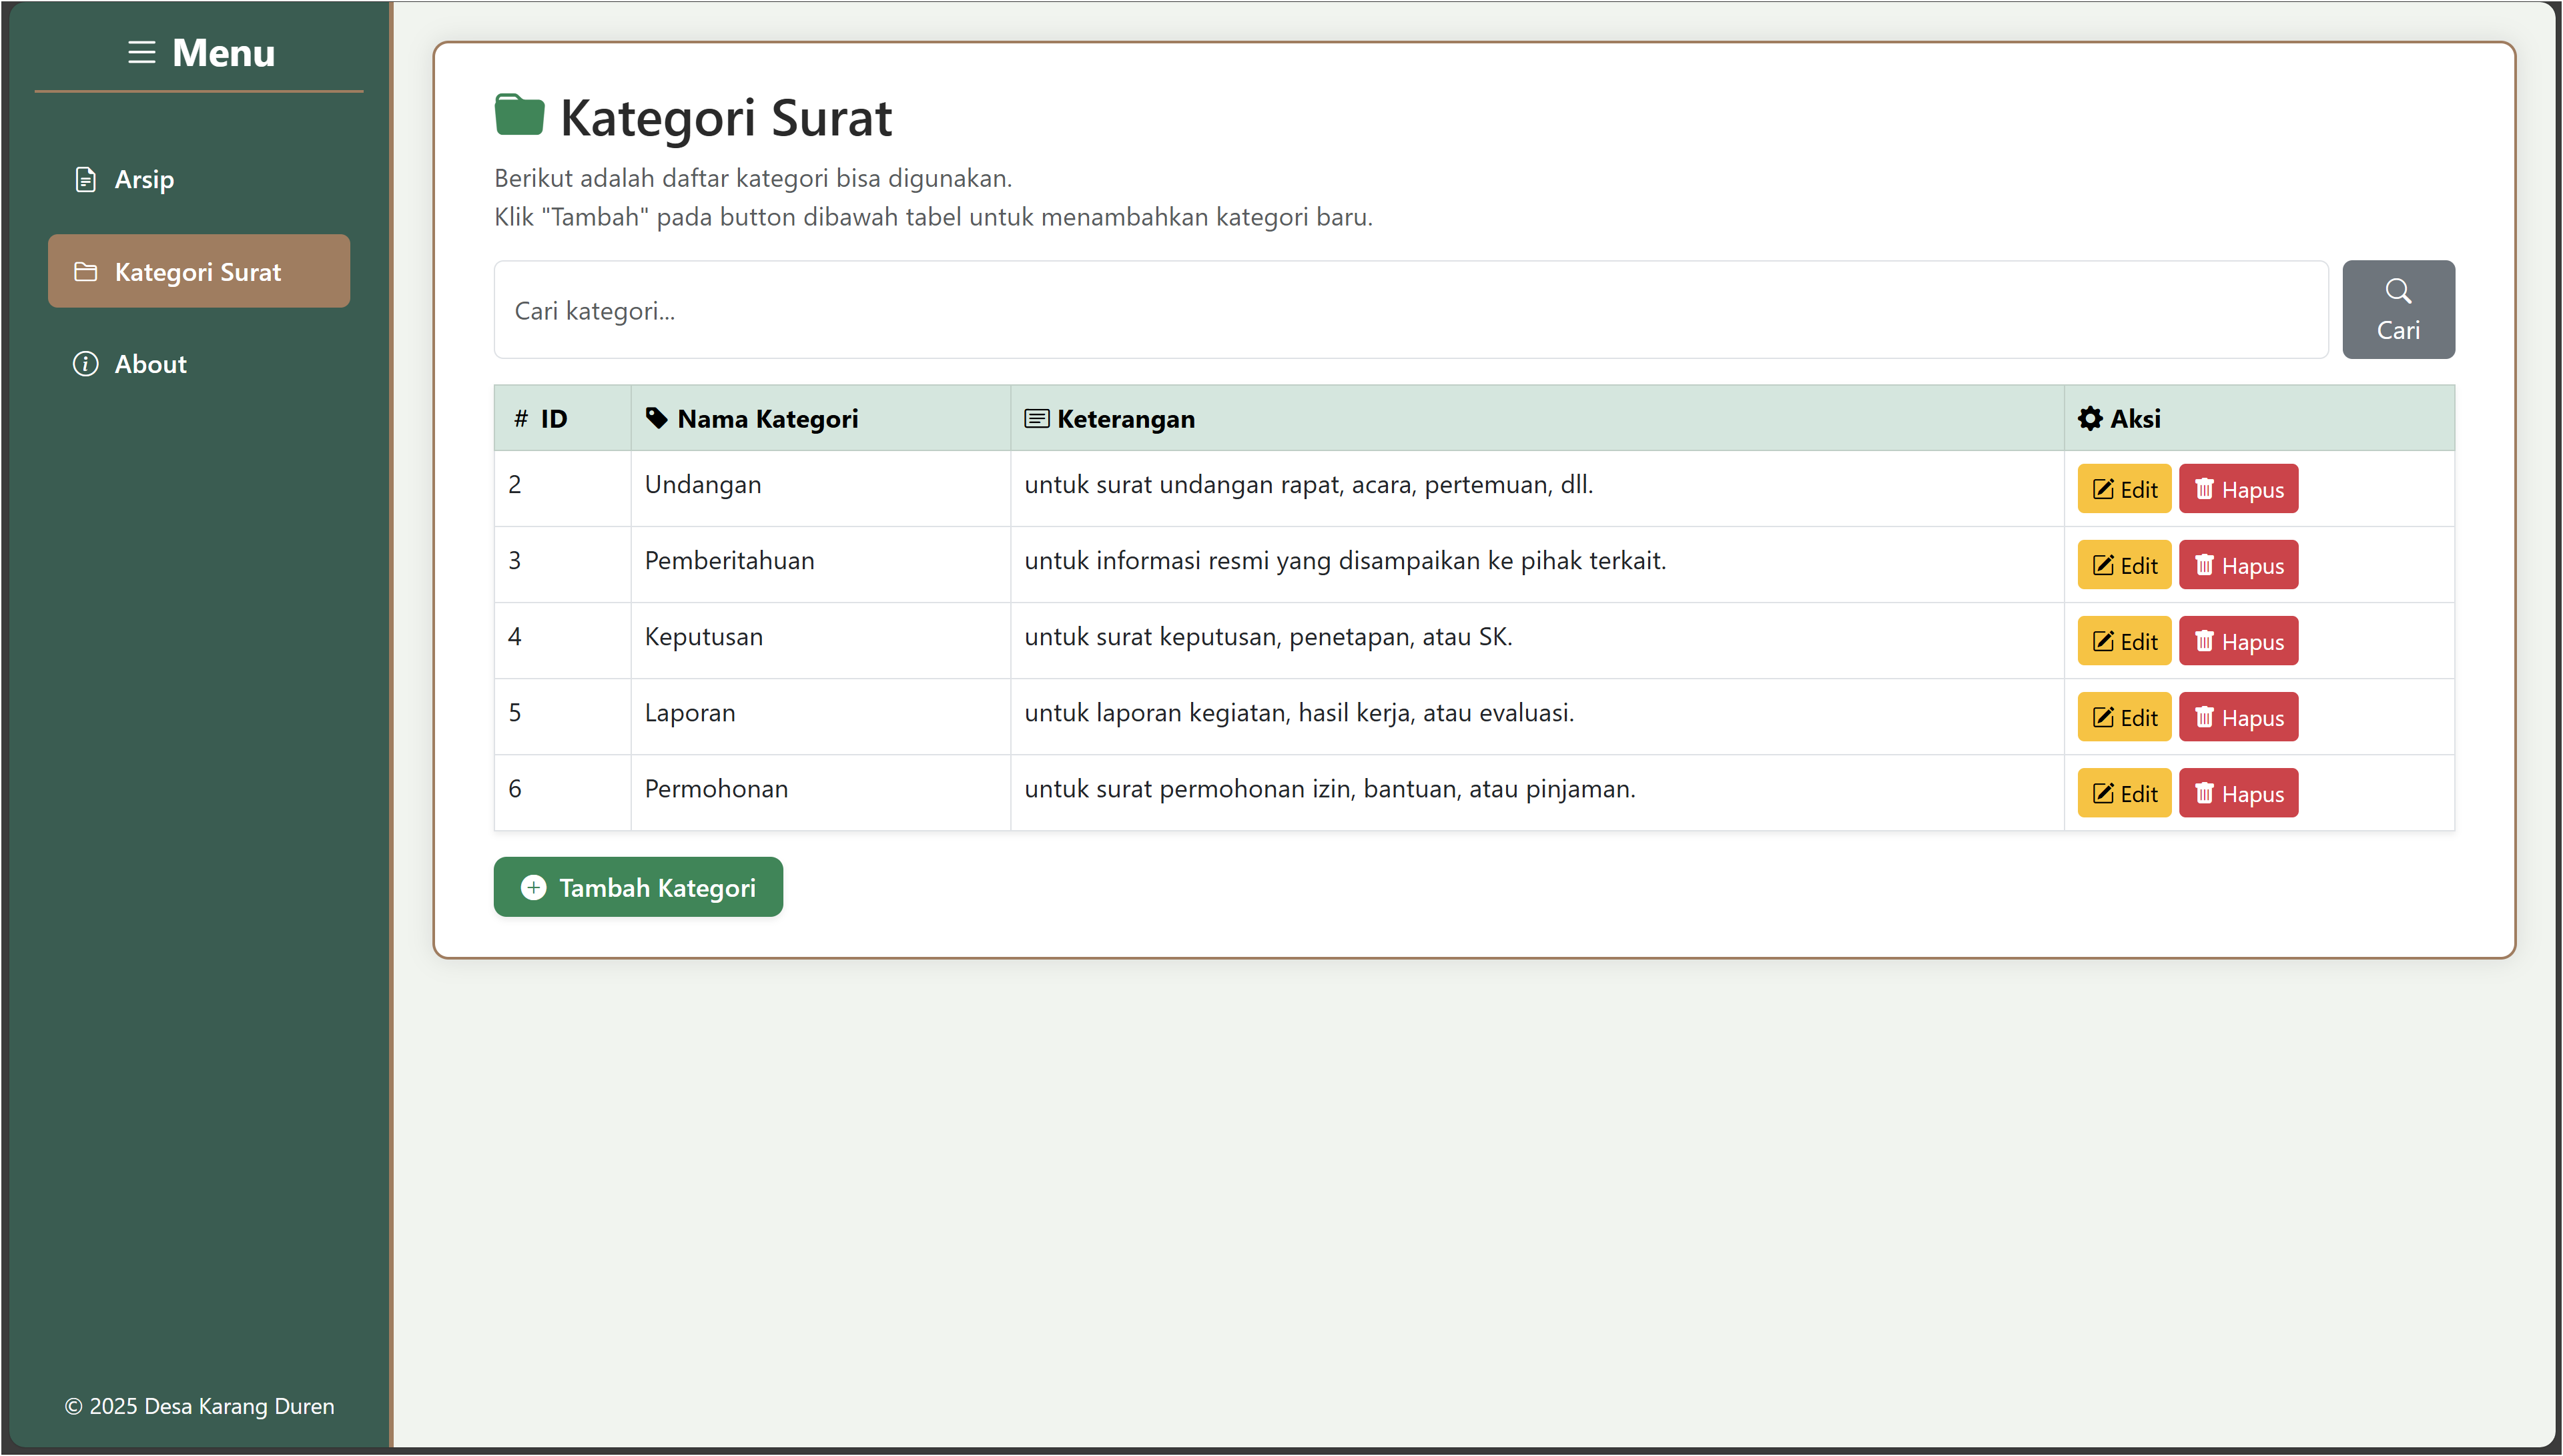 Menu
Arsip
Kategori Surat
About
© 2025 Desa Karang Duren
Kategori Surat
Berikut adalah daftar kategori bisa digunakan.
Klik "Tambah" pada button dibawah tabel untuk menambahkan kategori baru.
Cari kategori...
Cari
# ID Nama Kategori Keterangan Aksi
2 Undangan untuk surat undangan rapat, acara, pertemuan, dll. Edit Hapus
3 Pemberitahuan untuk informasi resmi yang disampaikan ke pihak terkait. Edit Hapus
4 Keputusan untuk surat keputusan, penetapan, atau SK. Edit Hapus
5 Laporan untuk laporan kegiatan, hasil kerja, atau evaluasi. Edit Hapus
6 Permohonan untuk surat permohonan izin, bantuan, atau pinjaman. Edit Hapus
Tambah Kategori